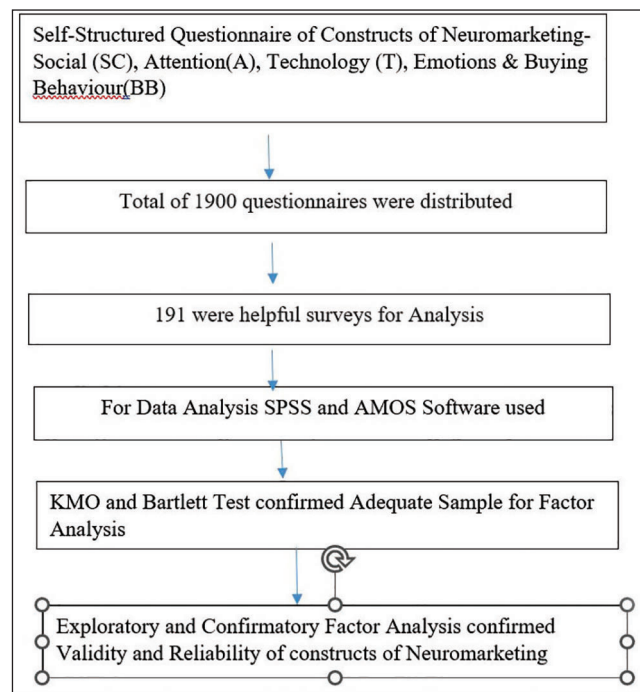 Self-Structured Questionnaire of Constructs of Neuromarketing-
Social (SC), Attention(A), Technology (T), Emotions & Buying
Behaviour(BB)
Total of 1900 questionnaires were distributed
191 were helpful surveys for Analysis
For Data Analysis SPSS and AMOS Software used
KMO and Bartlett Test confirmed Adequate Sample for Factor
Analysis
Exploratory and Confirmatory Factor Analysis confirmed
Validity and Reliability of constructs of Neuromarketing